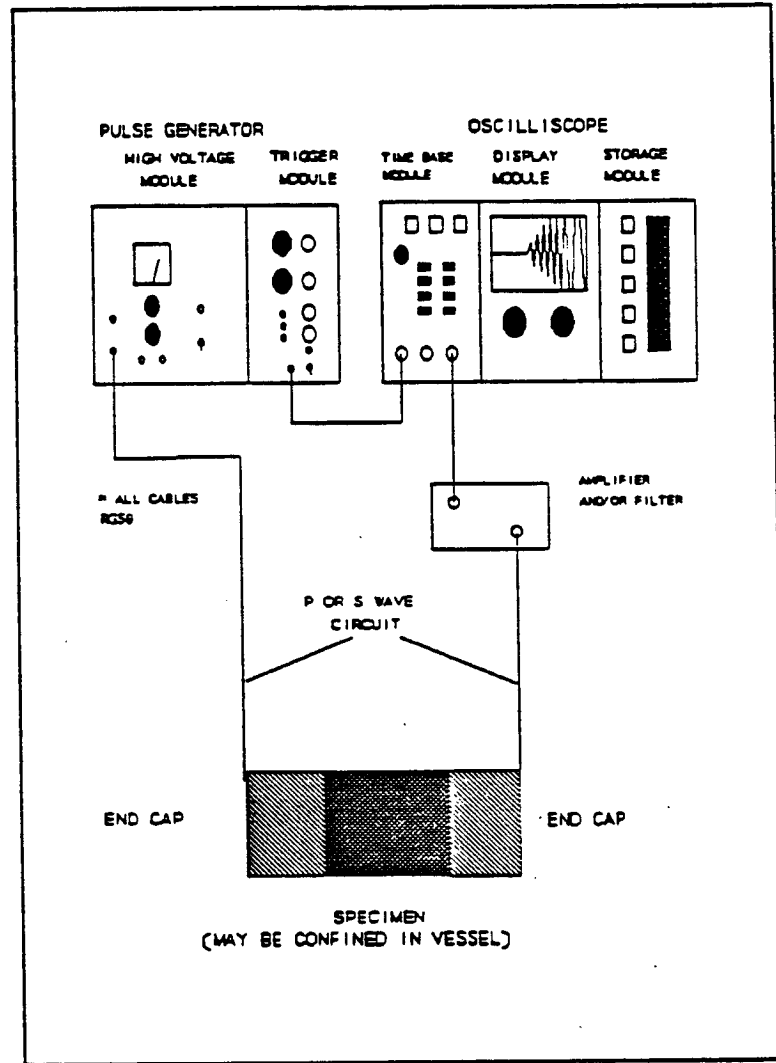 PULSE GENERATOR
OSCILLISCOPE
HIGH VOLTAGE
MODULE
TRIGGER
MODULE
TIME BASE
MODULE
DISPLAY
MODULE
STORAGE
MODULE
ALL CABLES
AMPLIFIER
AND/OR FILTER
P OR S WAVE
CIRCUIT
END CAP
END CAP
SPECIMEN
(MAY BE CONFINED IN VESSEL)